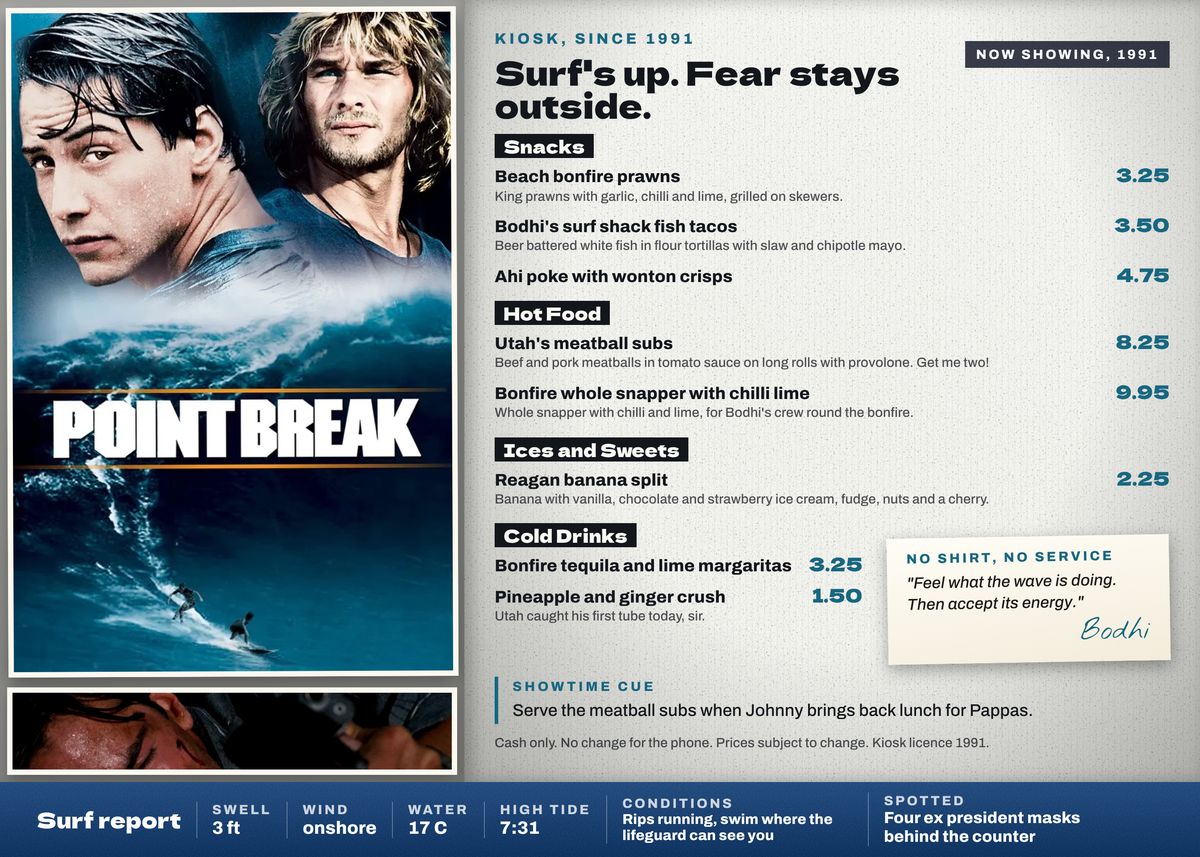 POINT BREAK
KIOSK, SINCE 1991
NOW SHOWING, 1991
Surf's up. Fear stays
outside.
Snacks
Beach bonfire prawns 3.25
King prawns with garlic, chilli and lime, grilled on skewers.
Bodhi's surf shack fish tacos 3.50
Beer battered white fish in flour tortillas with slaw and chipotle mayo.
Ahi poke with wonton crisps 4.75
Hot Food
Utah's meatball subs 8.25
Beef and pork meatballs in tomato sauce on long rolls with provolone. Get me two!
Bonfire whole snapper with chilli lime 9.95
Whole snapper with chilli and lime, for Bodhi's crew round the bonfire.
Ices and Sweets
Reagan banana split 2.25
Banana with vanilla, chocolate and strawberry ice cream, fudge, nuts and a cherry.
Cold Drinks
Bonfire tequila and lime margaritas 3.25
Pineapple and ginger crush 1.50
Utah caught his first tube today, sir.
NO SHIRT, NO SERVICE
"Feel what the wave is doing.
Then accept its energy."
Bodhi
SHOWTIME CUE
Serve the meatball subs when Johnny brings back lunch for Pappas.
Cash only. No change for the phone. Prices subject to change. Kiosk licence 1991.
Surf report
SWELL
3 ft
WIND
onshore
WATER
17 C
HIGH TIDE
7:31
CONDITIONS
Rips running, swim where the
lifeguard can see you
SPOTTED
Four ex president masks
behind the counter